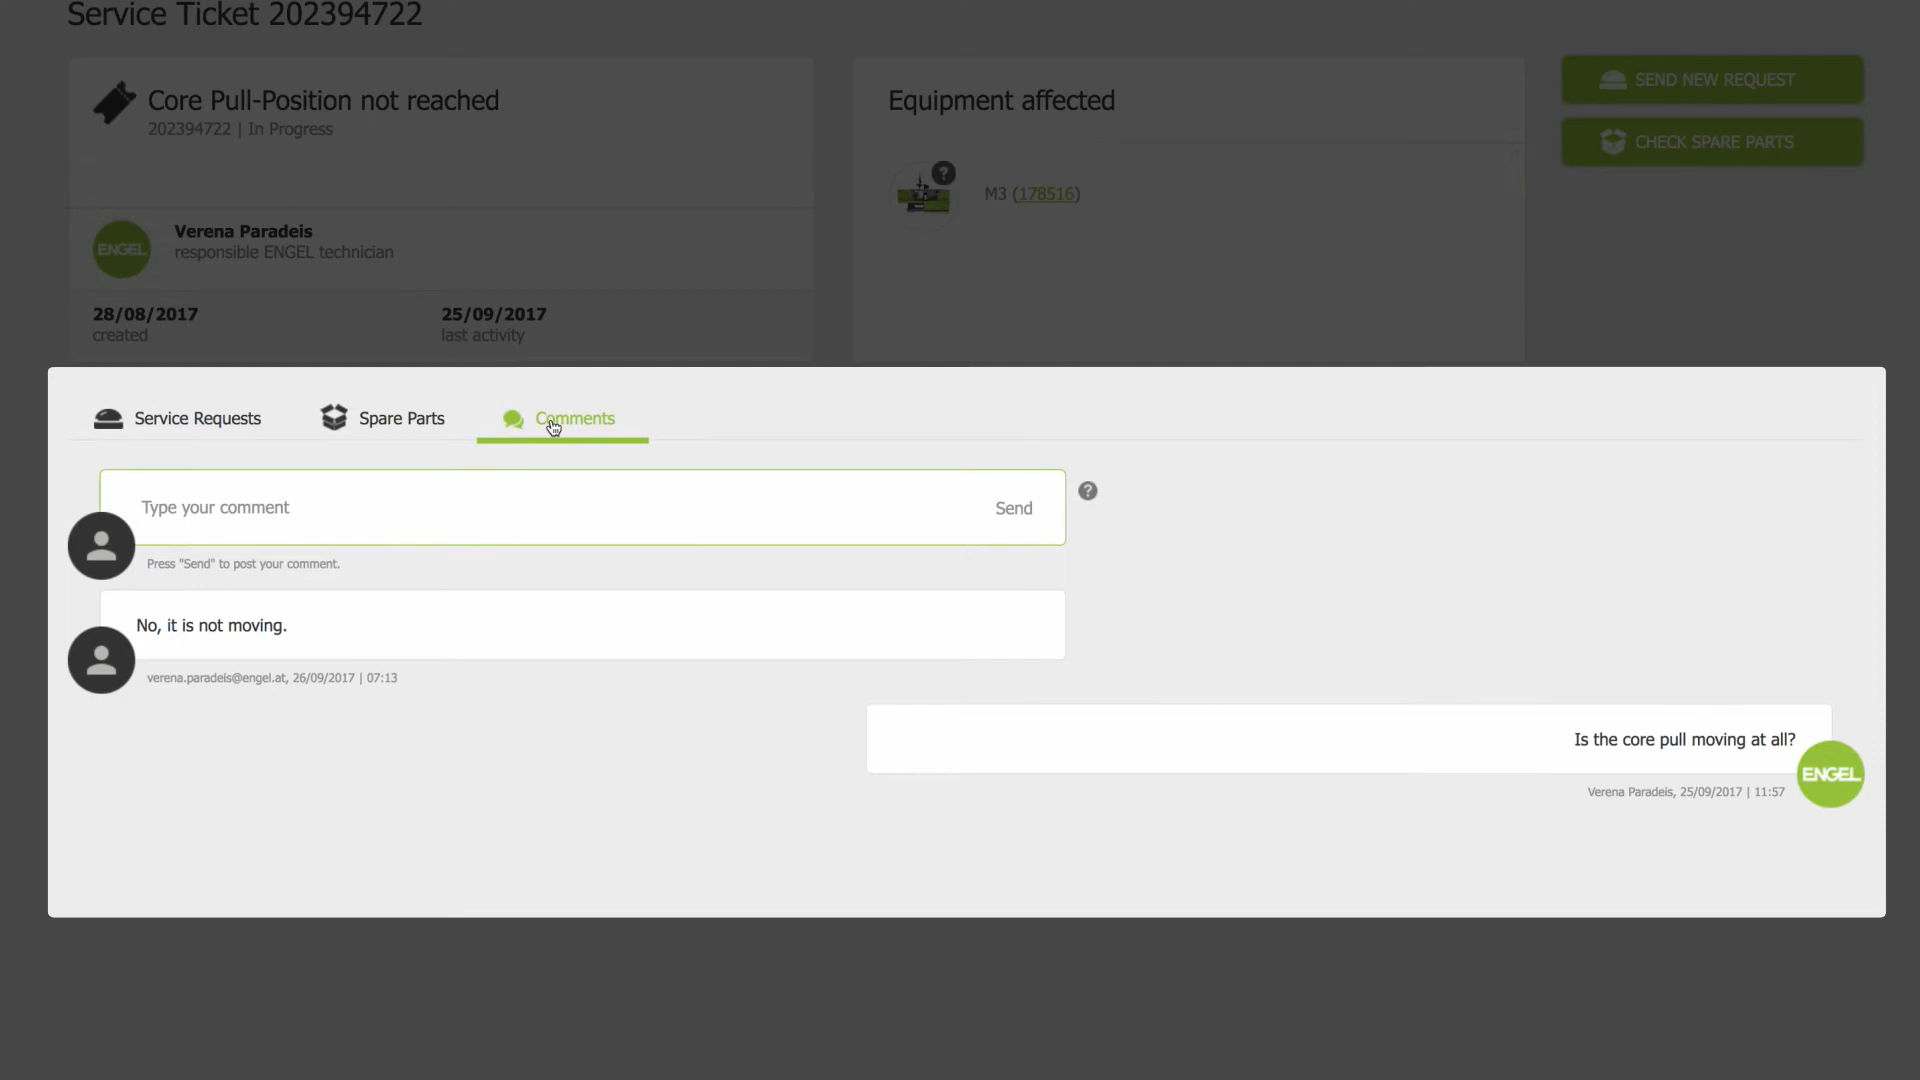 Service Ticket 202394722
Core Pull-Position not reached
202394722 | In Progress
ENGEL
Verena Paradeis
responsible ENGEL technician
28/08/2017
created
25/09/2017
last activity
Equipment affected
?
M3 (178516)
SEND NEW REQUEST
CHECK SPARE PARTS
Service Requests
Spare Parts
Comments
Type your comment
Send
?
Press "Send" to post your comment.
No, it is not moving.
verena.paradeis@engel.at, 26/09/2017 | 07:13
Is the core pull moving at all?
ENGEL
Verena Paradeis, 25/09/2017 | 11:57